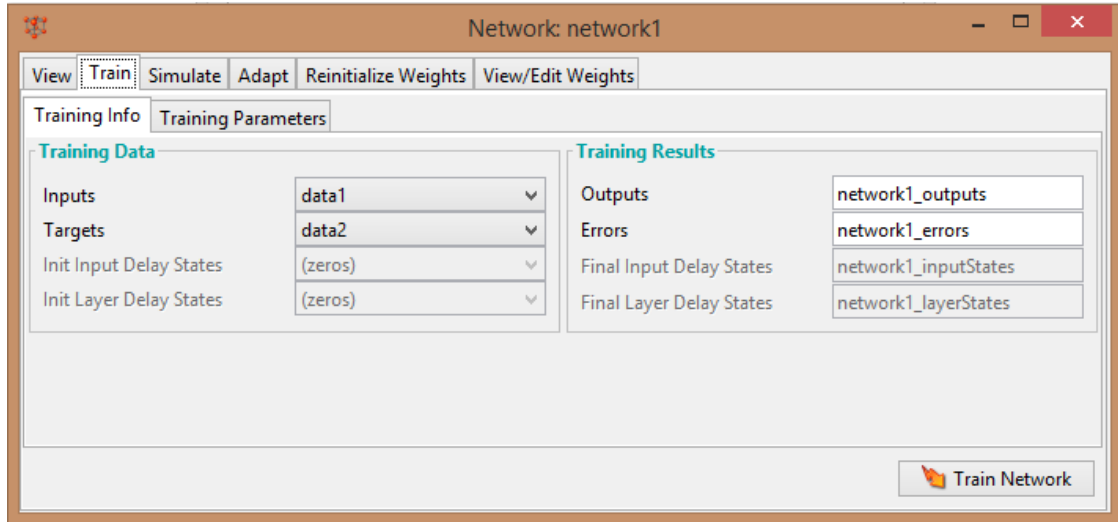 Network: network1
View Train Simulate Adapt Reinitialize Weights View/Edit Weights
Training Info Training Parameters
Training Data
Inputs data1
Targets data2
Init Input Delay States (zeros)
Init Layer Delay States (zeros)
Training Results
Outputs network1_outputs
Errors network1_errors
Final Input Delay States network1_inputStates
Final Layer Delay States network1_layerStates
Train Network